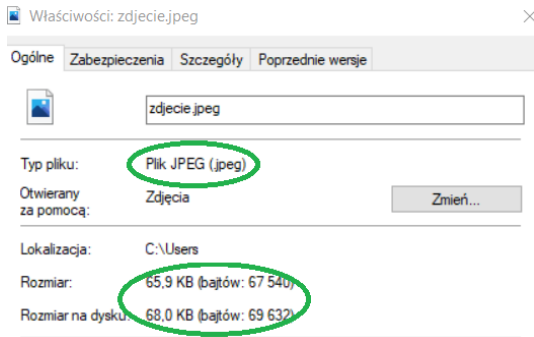 Właściwości: zdjecie.jpeg
Ogólne Zabezpieczenia Szczegóły Poprzednie wersje
zdjecie.jpeg
Typ pliku: Plik JPEG (.jpeg)
Otwierany za pomocą: Zdjęcia Zmień...
Lokalizacja: C:\Users
Rozmiar: 65,9 KB (bajtów: 67 540)
Rozmiar na dysku: 68,0 KB (bajtów: 69 632)